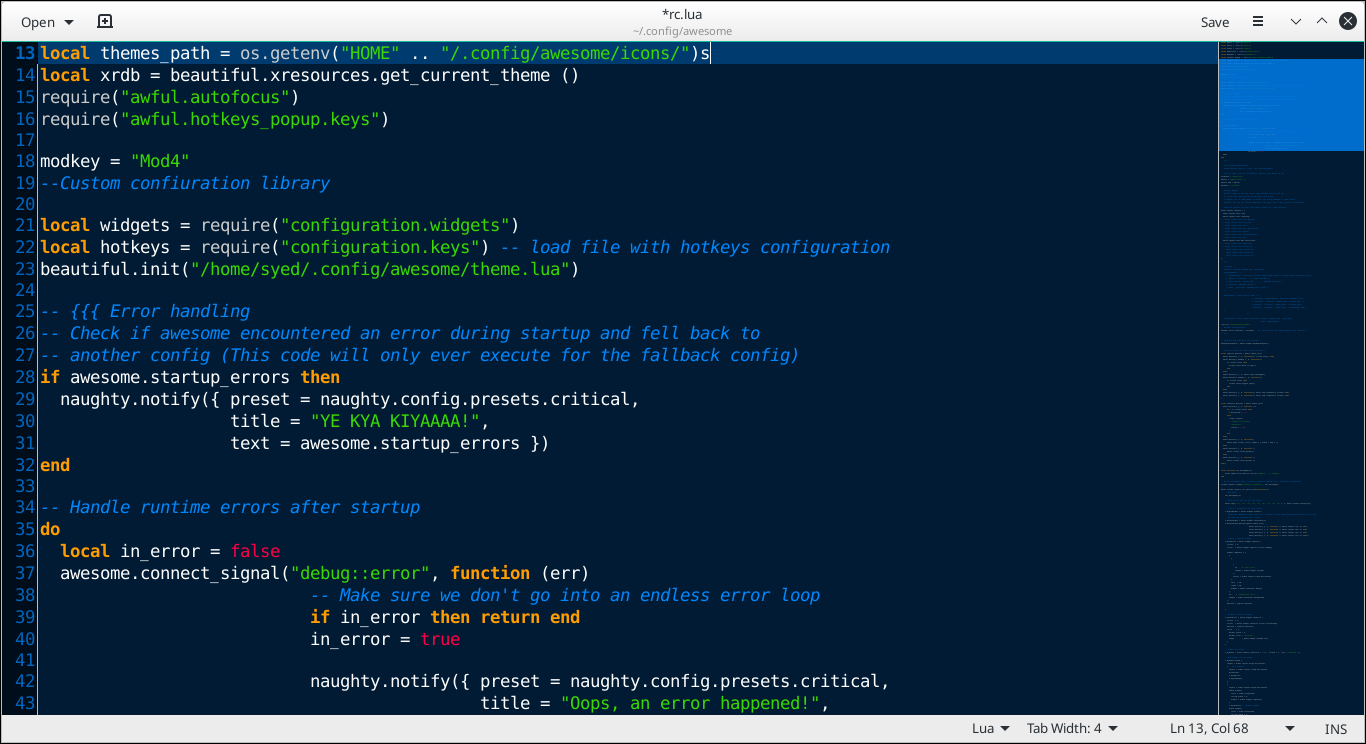 Open
*rc.lua
~/.config/awesome
Save
13 local themes_path = os.getenv("HOME" .. "/.config/awesome/icons/")s
14 local xrdb = beautiful.xresources.get_current_theme ()
15 require("awful.autofocus")
16 require("awful.hotkeys_popup.keys")
17
18 modkey = "Mod4"
19 --Custom confiuration library
20
21 local widgets = require("configuration.widgets")
22 local hotkeys = require("configuration.keys") -- load file with hotkeys configuration
23 beautiful.init("/home/syed/.config/awesome/theme.lua")
24
25 -- {{{ Error handling
26 -- Check if awesome encountered an error during startup and fell back to
27 -- another config (This code will only ever execute for the fallback config)
28 if awesome.startup_errors then
29   naughty.notify({ preset = naughty.config.presets.critical,
30                    title = "YE KYA KIYAAAA!",
31                    text = awesome.startup_errors })
32 end
33
34 -- Handle runtime errors after startup
35 do
36   local in_error = false
37   awesome.connect_signal("debug::error", function (err)
38                            -- Make sure we don't go into an endless error loop
39                            if in_error then return end
40                            in_error = true
41
42                            naughty.notify({ preset = naughty.config.presets.critical,
43                                             title = "Oops, an error happened!",
Lua
Tab Width: 4
Ln 13, Col 68
INS